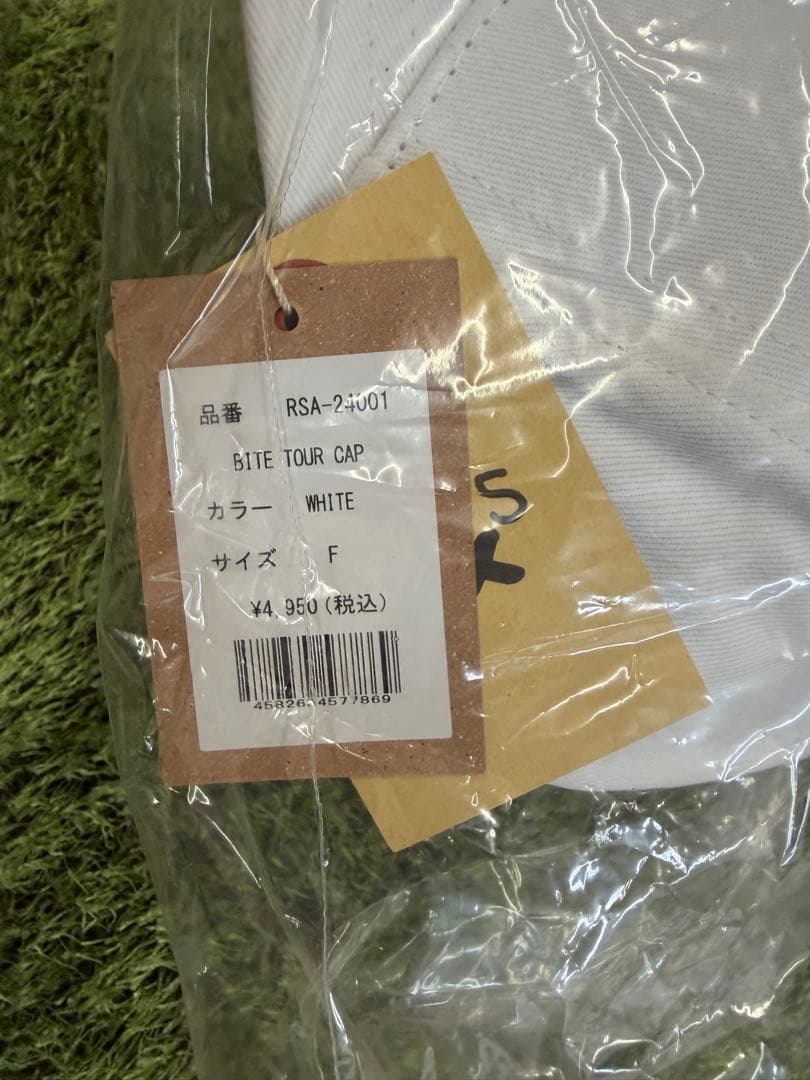 品番 RSA-24001
BITE TOUR CAP
カラー WHITE
サイズ F
¥4,950(税込)
S